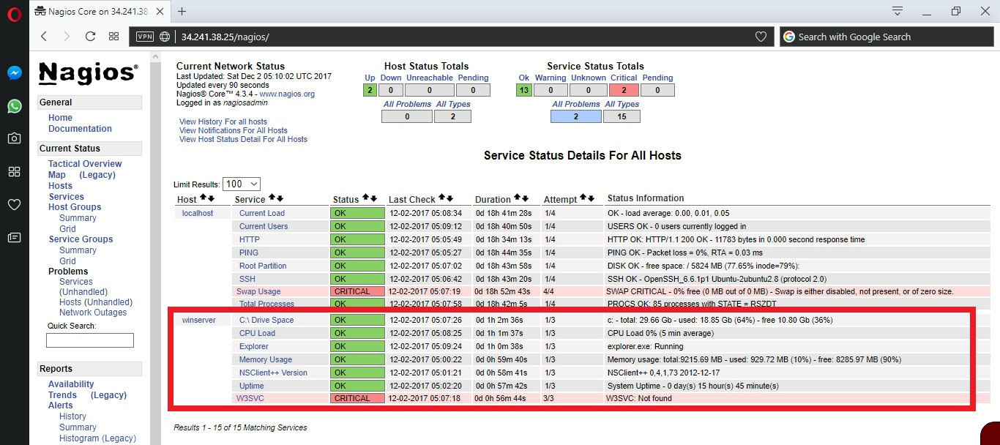 Nagios Core on 34.241.38.
VPN 34.241.38.25/nagios/
Search with Google Search
Nagios®
General
Home
Documentation
Current Status
Tactical Overview
Map (Legacy)
Hosts
Services
Host Groups
Summary
Grid
Service Groups
Summary
Grid
Problems
Services
(Unhandled)
Hosts (Unhandled)
Network Outages
Quick Search:
Reports
Availability
Trends (Legacy)
Alerts
History
Summary
Histogram (Legacy)
Current Network Status
Last Updated: Sat Dec 2 05:10:02 UTC 2017
Updated every 90 seconds
Nagios® Core™ 4.3.4 - www.nagios.org
Logged in as nagiosadmin
View History For all hosts
View Notifications For All Hosts
View Host Status Detail For All Hosts
Host Status Totals
Up Down Unreachable Pending
2 0 0 0
All Problems All Types
0 2
Service Status Totals
Ok Warning Unknown Critical Pending
13 0 0 2 0
All Problems All Types
2 15
Service Status Details For All Hosts
Limit Results: 100
Host Service Status Last Check Duration Attempt Status Information
localhost Current Load OK 12-02-2017 05:08:34 0d 18h 41m 28s 1/4 OK - load average: 0.00, 0.01, 0.05
Current Users OK 12-02-2017 05:09:12 0d 18h 40m 50s 1/4 USERS OK - 0 users currently logged in
HTTP OK 12-02-2017 05:05:49 0d 18h 34m 13s 1/4 HTTP OK: HTTP/1.1 200 OK - 11783 bytes in 0.000 second response time
PING OK 12-02-2017 05:05:27 0d 18h 44m 35s 1/4 PING OK - Packet loss = 0%, RTA = 0.03 ms
Root Partition OK 12-02-2017 05:07:02 0d 18h 43m 58s 1/4 DISK OK - free space: / 5824 MB (77.65% inode=79%):
SSH OK 12-02-2017 05:06:42 0d 18h 43m 20s 1/4 SSH OK - OpenSSH_6.6.1p1 Ubuntu-2ubuntu2.8 (protocol 2.0)
Swap Usage CRITICAL 12-02-2017 05:07:19 0d 18h 52m 43s 4/4 SWAP CRITICAL - 0% free (0 MB out of 0 MB) - Swap is either disabled, not present, or of zero size.
Total Processes OK 12-02-2017 05:07:58 0d 18h 42m 5s 1/4 PROCS OK: 85 processes with STATE = RSZDT
winserver C:\ Drive Space OK 12-02-2017 05:07:26 0d 1h 2m 36s 1/3 c: - total: 29.66 Gb - used: 18.85 Gb (64%) - free 10.80 Gb (36%)
CPU Load OK 12-02-2017 05:08:25 0d 1h 1m 37s 1/3 CPU Load 0% (5 min average)
Explorer OK 12-02-2017 05:09:24 0d 1h 0m 38s 1/3 explorer.exe: Running
Memory Usage OK 12-02-2017 05:00:22 0d 0h 59m 40s 1/3 Memory usage: total:9215.69 MB - used: 929.72 MB (10%) - free: 8285.97 MB (90%)
NSClient++ Version OK 12-02-2017 05:01:21 0d 0h 58m 41s 1/3 NSClient++ 0,4,1,73 2012-12-17
Uptime OK 12-02-2017 05:02:20 0d 0h 57m 42s 1/3 System Uptime - 0 day(s) 15 hour(s) 45 minute(s)
W3SVC CRITICAL 12-02-2017 05:07:18 0d 0h 56m 44s 3/3 W3SVC: Not found
Results 1 - 15 of 15 Matching Services